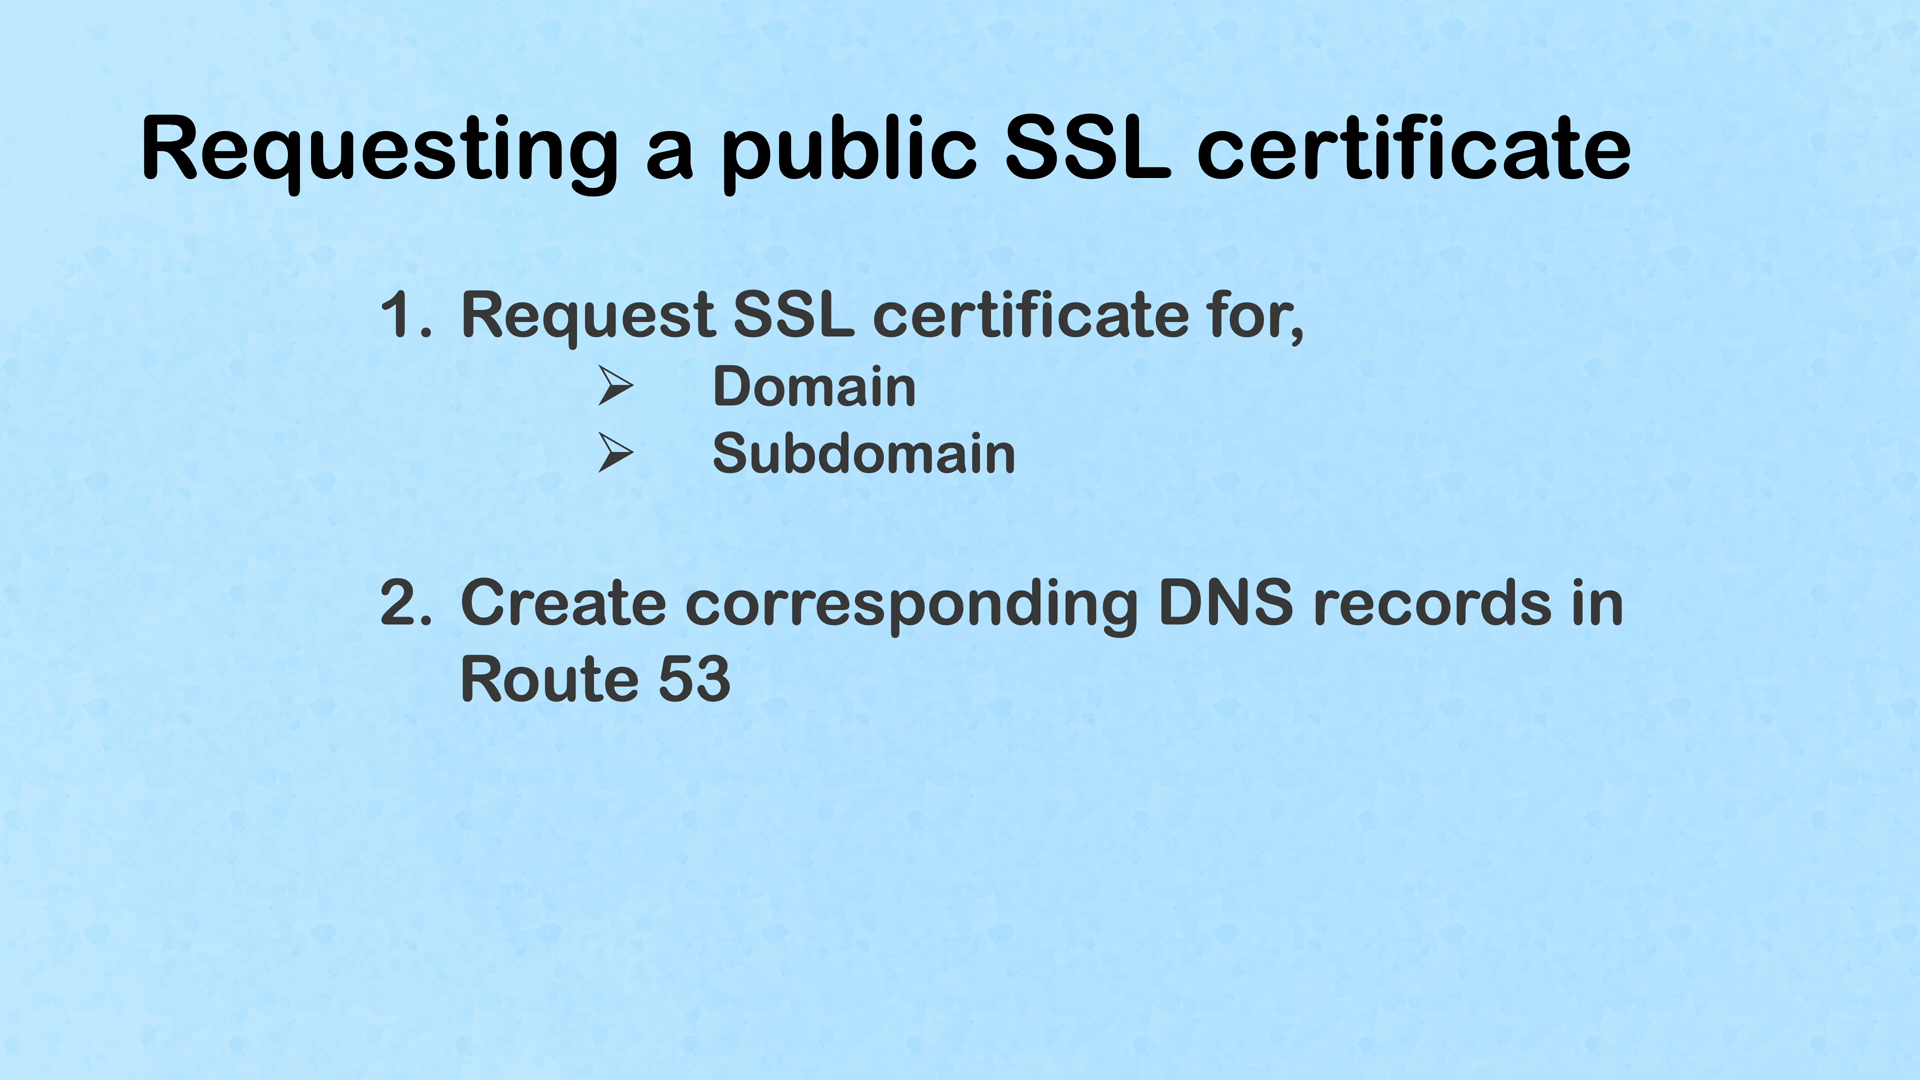 Requesting a public SSL certificate
1. Request SSL certificate for,
➢ Domain
➢ Subdomain
2. Create corresponding DNS records in
Route 53